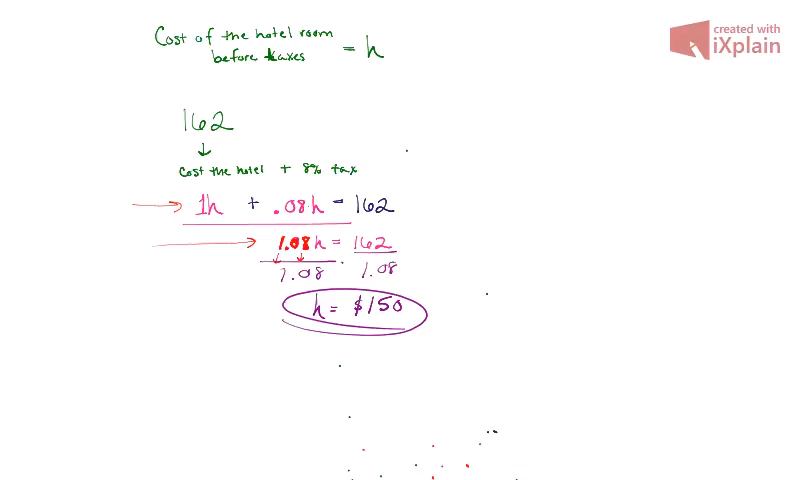 created with
iXplain
Cost of the hotel room
before taxes = h
162
↓
Cost the hotel + 8% tax
→ 1h + .08h = 162
→ 1.08h = 162
1.08 1.08
h = $150